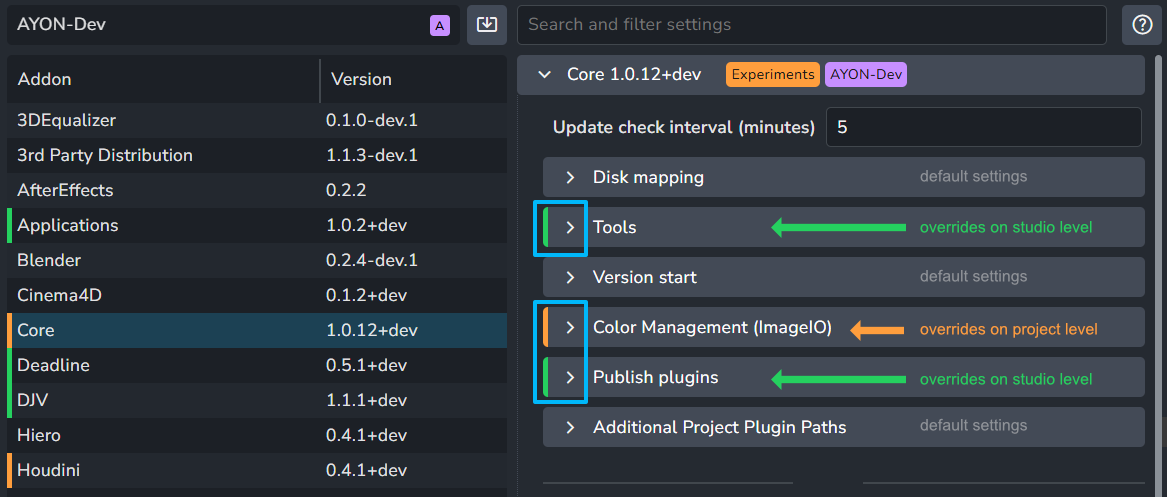 AYON-Dev
A
Search and filter settings
Addon Version
3DEqualizer 0.1.0-dev.1
3rd Party Distribution 1.1.3-dev.1
AfterEffects 0.2.2
Applications 1.0.2+dev
Blender 0.2.4-dev.1
Cinema4D 0.1.2+dev
Core 1.0.12+dev
Deadline 0.5.1+dev
DJV 1.1.1+dev
Hiero 0.4.1+dev
Houdini 0.4.1+dev
Core 1.0.12+dev Experiments AYON-Dev
Update check interval (minutes) 5
Disk mapping default settings
Tools overrides on studio level
Version start default settings
Color Management (ImageIO) overrides on project level
Publish plugins overrides on studio level
Additional Project Plugin Paths default settings